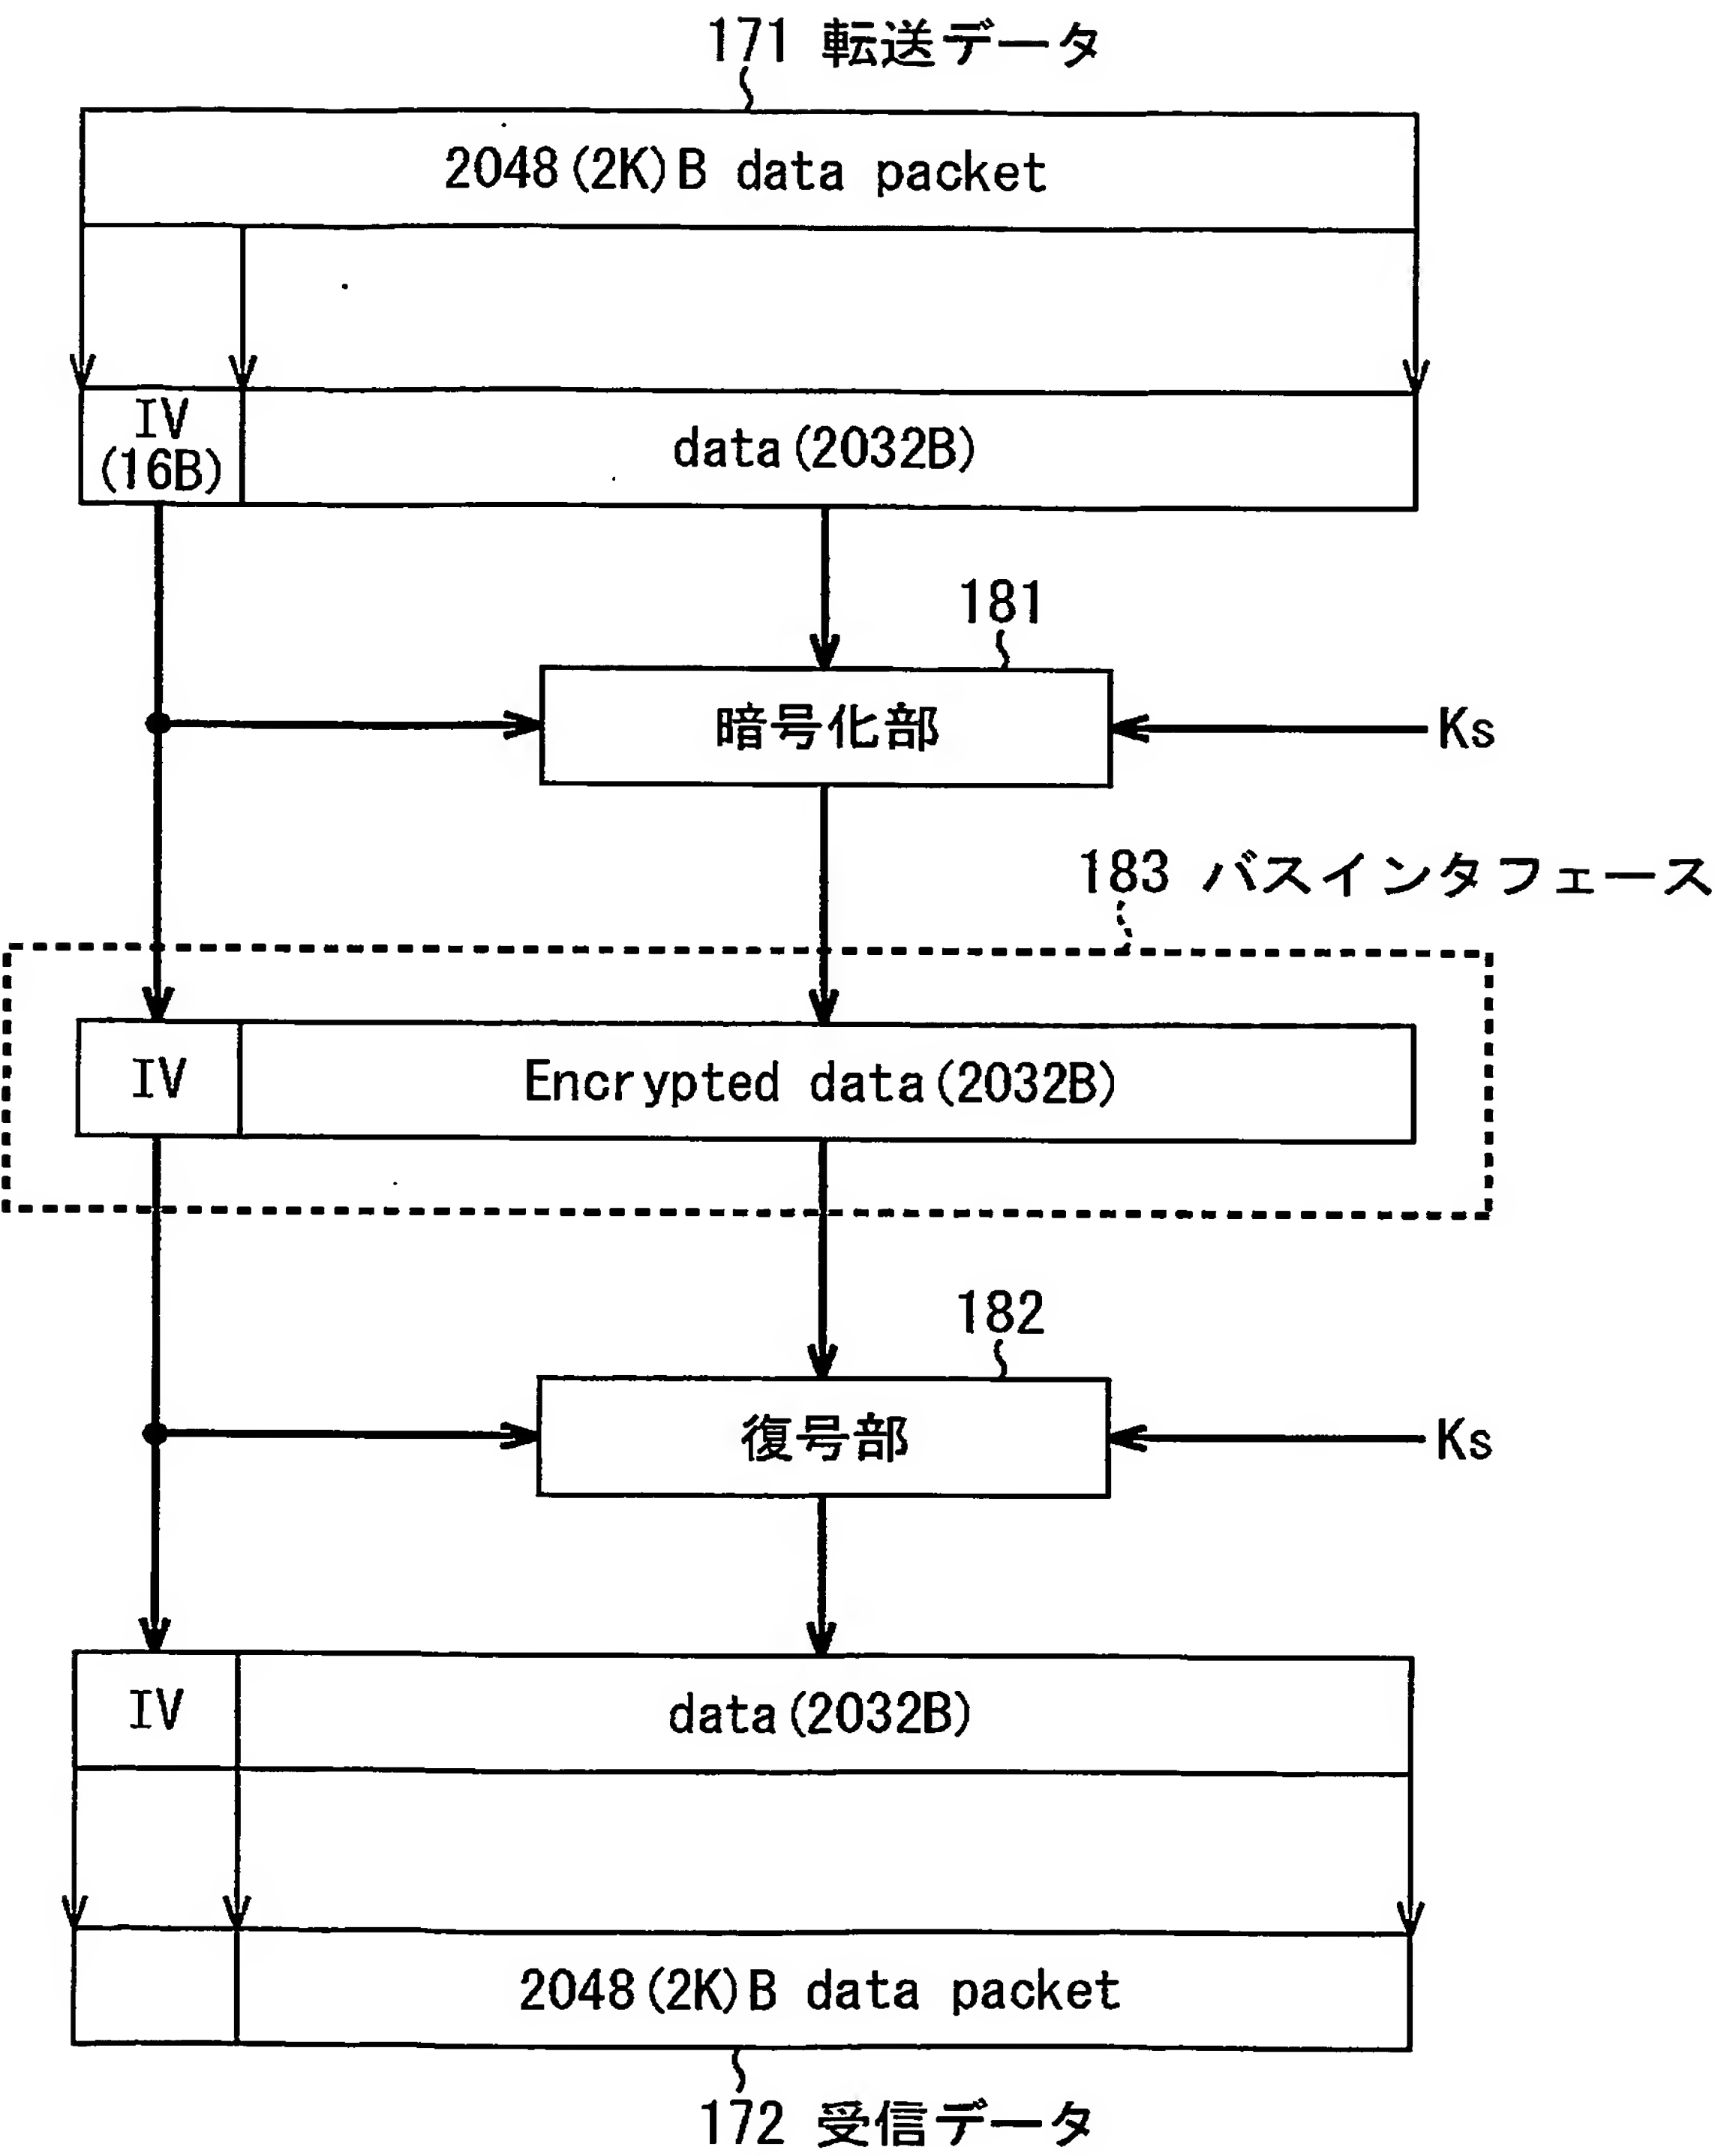 171 転送データ
2048(2K)B data packet
IV
(16B)
data(2032B)
181
暗号化部
Ks
183 バスインタフェース
IV
Encrypted data(2032B)
182
復号部
Ks
IV
data(2032B)
2048(2K)B data packet
172 受信データ